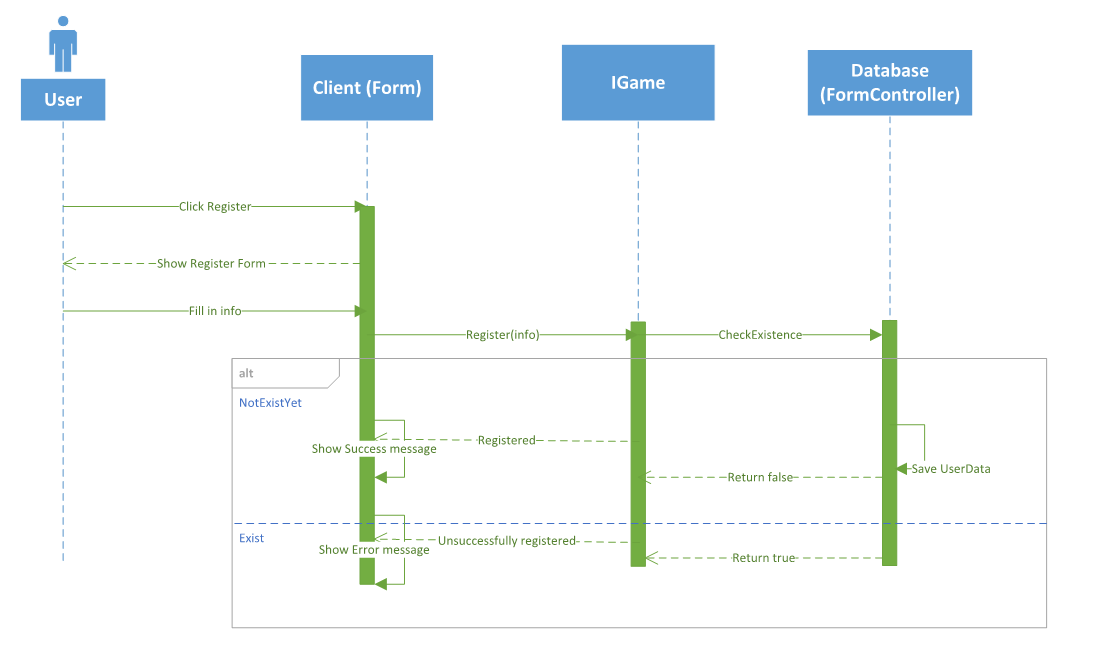 User
Client (Form)
IGame
Database
(FormController)
Click Register
Show Register Form
Fill in info
Register(info)
CheckExistence
alt
NotExistYet
Registered
Show Success message
Save UserData
Return false
Exist
Unsuccessfully registered
Show Error message
Return true